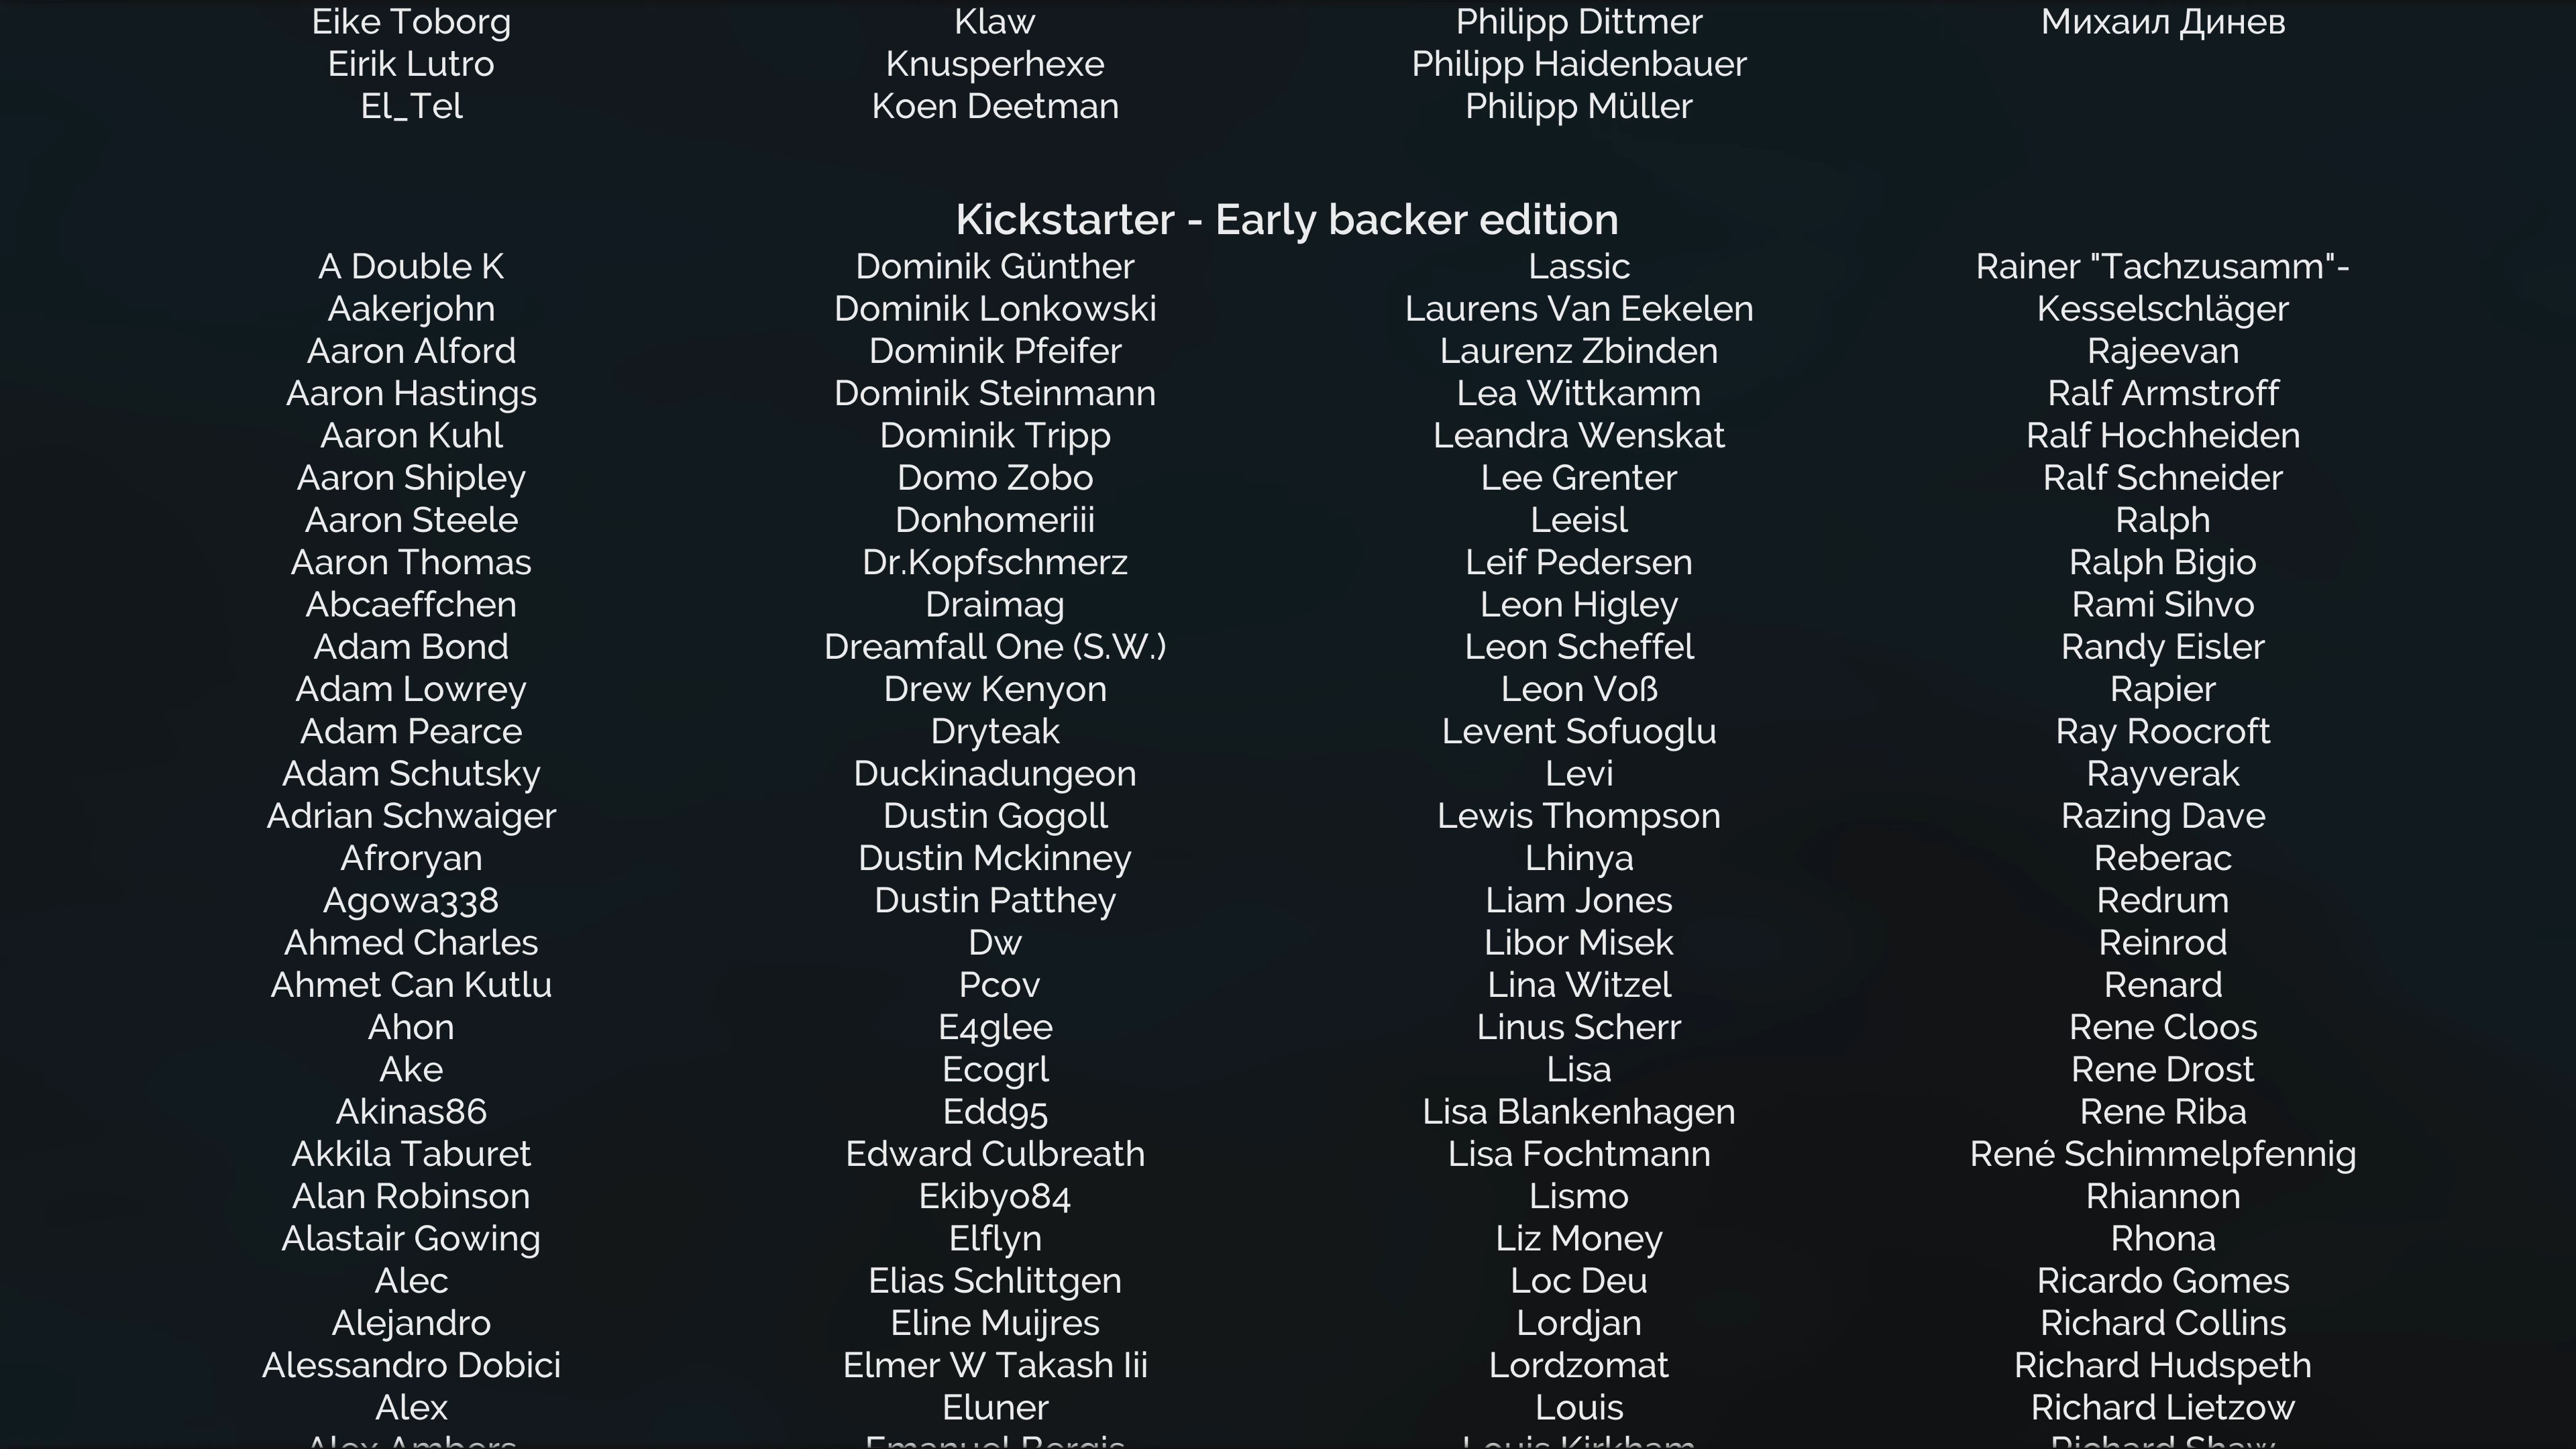 Eike Toborg
Eirik Lutro
El_Tel
Klaw
Knusperhexe
Koen Deetman
Philipp Dittmer
Philipp Haidenbauer
Philipp Müller
Михаил Динев
Kickstarter - Early backer edition
A Double K
Aakerjohn
Aaron Alford
Aaron Hastings
Aaron Kuhl
Aaron Shipley
Aaron Steele
Aaron Thomas
Abcaeffchen
Adam Bond
Adam Lowrey
Adam Pearce
Adam Schutsky
Adrian Schwaiger
Afroryan
Agowa338
Ahmed Charles
Ahmet Can Kutlu
Ahon
Ake
Akinas86
Akkila Taburet
Alan Robinson
Alastair Gowing
Alec
Alejandro
Alessandro Dobici
Alex
Dominik Günther
Dominik Lonkowski
Dominik Pfeifer
Dominik Steinmann
Dominik Tripp
Domo Zobo
Donhomeriii
Dr.Kopfschmerz
Draimag
Dreamfall One (S.W.)
Drew Kenyon
Dryteak
Duckinadungeon
Dustin Gogoll
Dustin Mckinney
Dustin Patthey
Dw
Pcov
E4glee
Ecogrl
Edd95
Edward Culbreath
Ekibyo84
Elflyn
Elias Schlittgen
Eline Muijres
Elmer W Takash Iii
Eluner
Lassic
Laurens Van Eekelen
Laurenz Zbinden
Lea Wittkamm
Leandra Wenskat
Lee Grenter
Leeisl
Leif Pedersen
Leon Higley
Leon Scheffel
Leon Voß
Levent Sofuoglu
Levi
Lewis Thompson
Lhinya
Liam Jones
Libor Misek
Lina Witzel
Linus Scherr
Lisa
Lisa Blankenhagen
Lisa Fochtmann
Lismo
Liz Money
Loc Deu
Lordjan
Lordzomat
Louis
Rainer "Tachzusamm"-
Kesselschläger
Rajeevan
Ralf Armstroff
Ralf Hochheiden
Ralf Schneider
Ralph
Ralph Bigio
Rami Sihvo
Randy Eisler
Rapier
Ray Roocroft
Rayverak
Razing Dave
Reberac
Redrum
Reinrod
Renard
Rene Cloos
Rene Drost
Rene Riba
René Schimmelpfennig
Rhiannon
Rhona
Ricardo Gomes
Richard Collins
Richard Hudspeth
Richard Lietzow